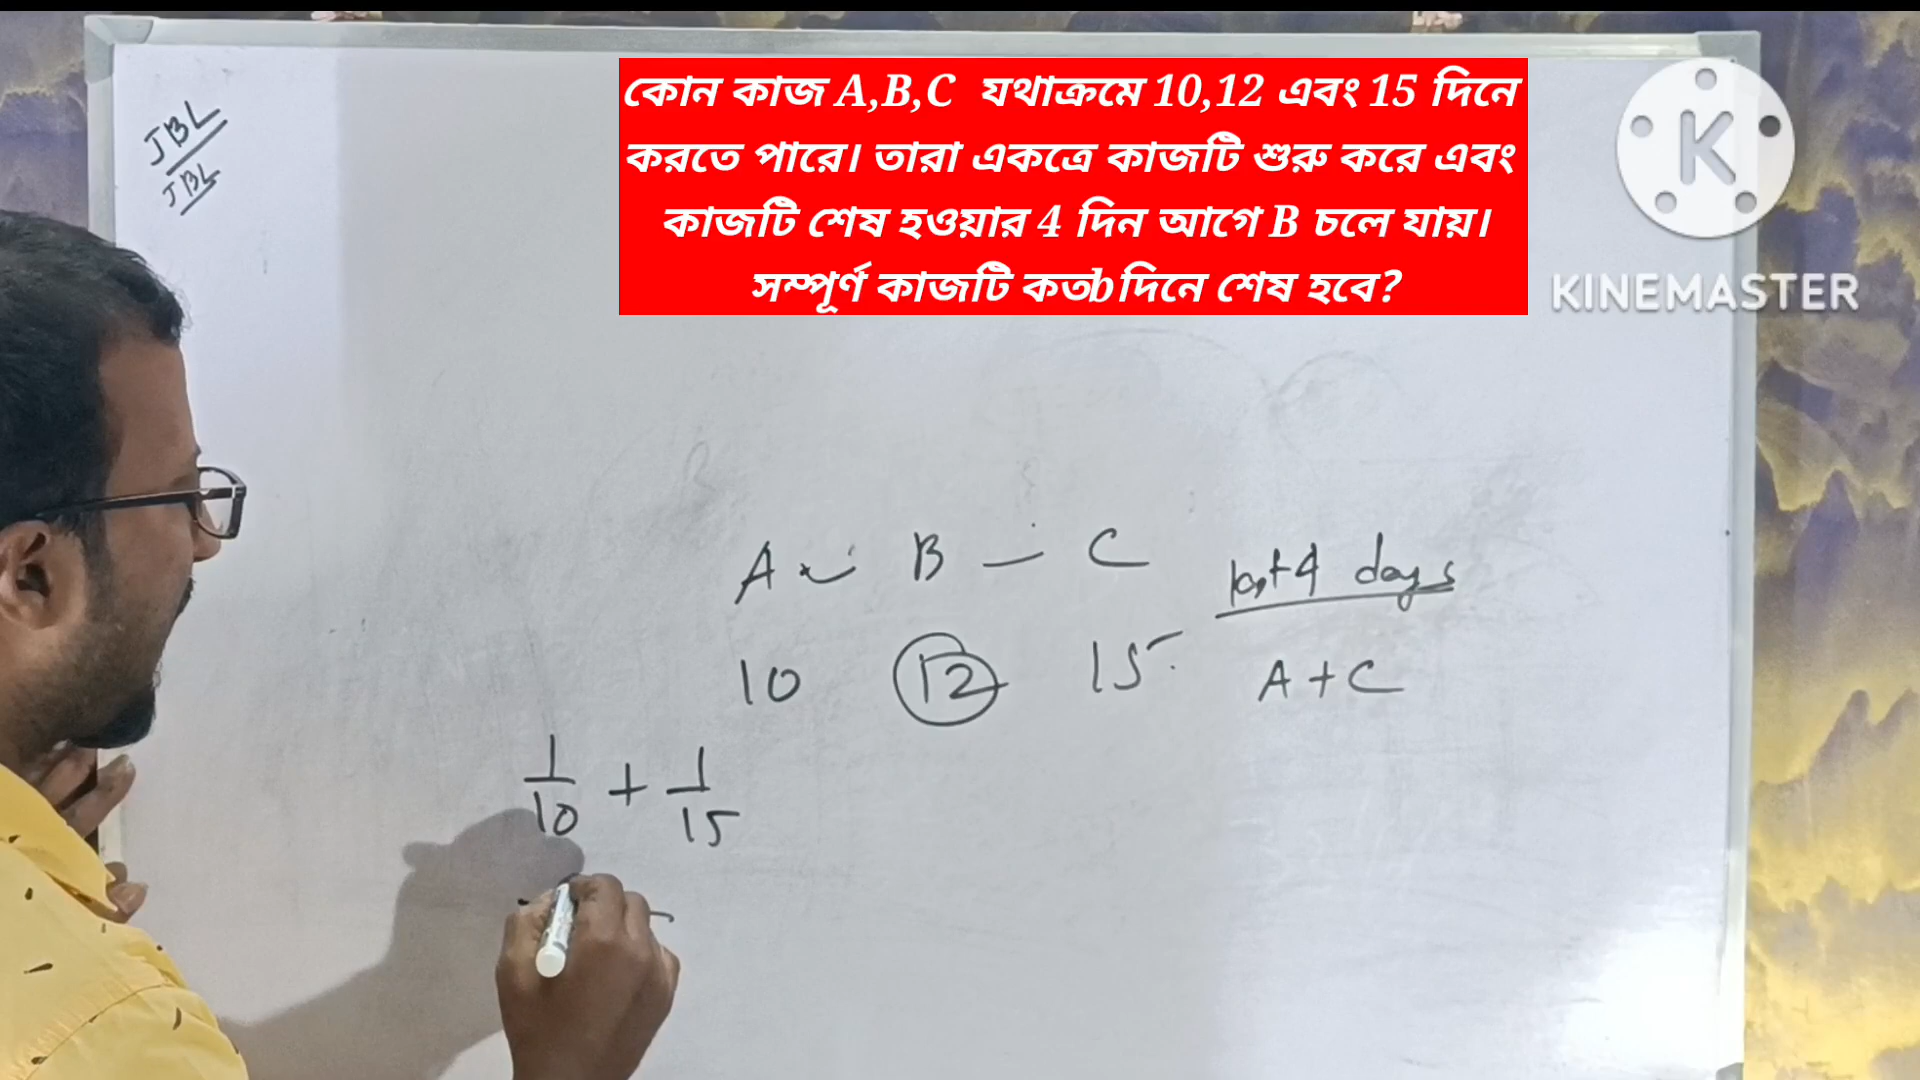 কোন কাজ A,B,C যথাক্রমে 10,12 এবং 15 দিনে
করতে পারে। তারা একত্রে কাজটি শুরু করে এবং
কাজটি শেষ হওয়ার 4 দিন আগে B চলে যায়।
সম্পূর্ণ কাজটি কতb দিনে শেষ হবে?
K
KINEMASTER
JBL
JBL
A B — C
last 4 days
10 12 15
A + C
1/10 + 1/15